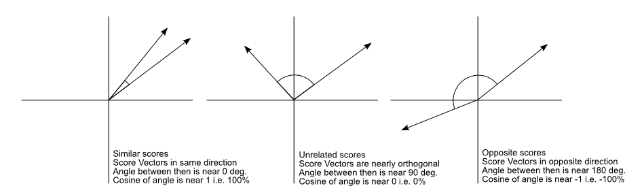 Similar scores
Score Vectors in same direction
Angle between then is near 0 deg.
Cosine of angle is near 1 i.e. 100%
Unrelated scores
Score Vectors are nearly orthogonal
Angle between then is near 90 deg.
Cosine of angle is near 0 i.e. 0%
Opposite scores
Score Vectors in opposite direction
Angle between then is near 180 deg.
Cosine of angle is near -1 i.e. -100%